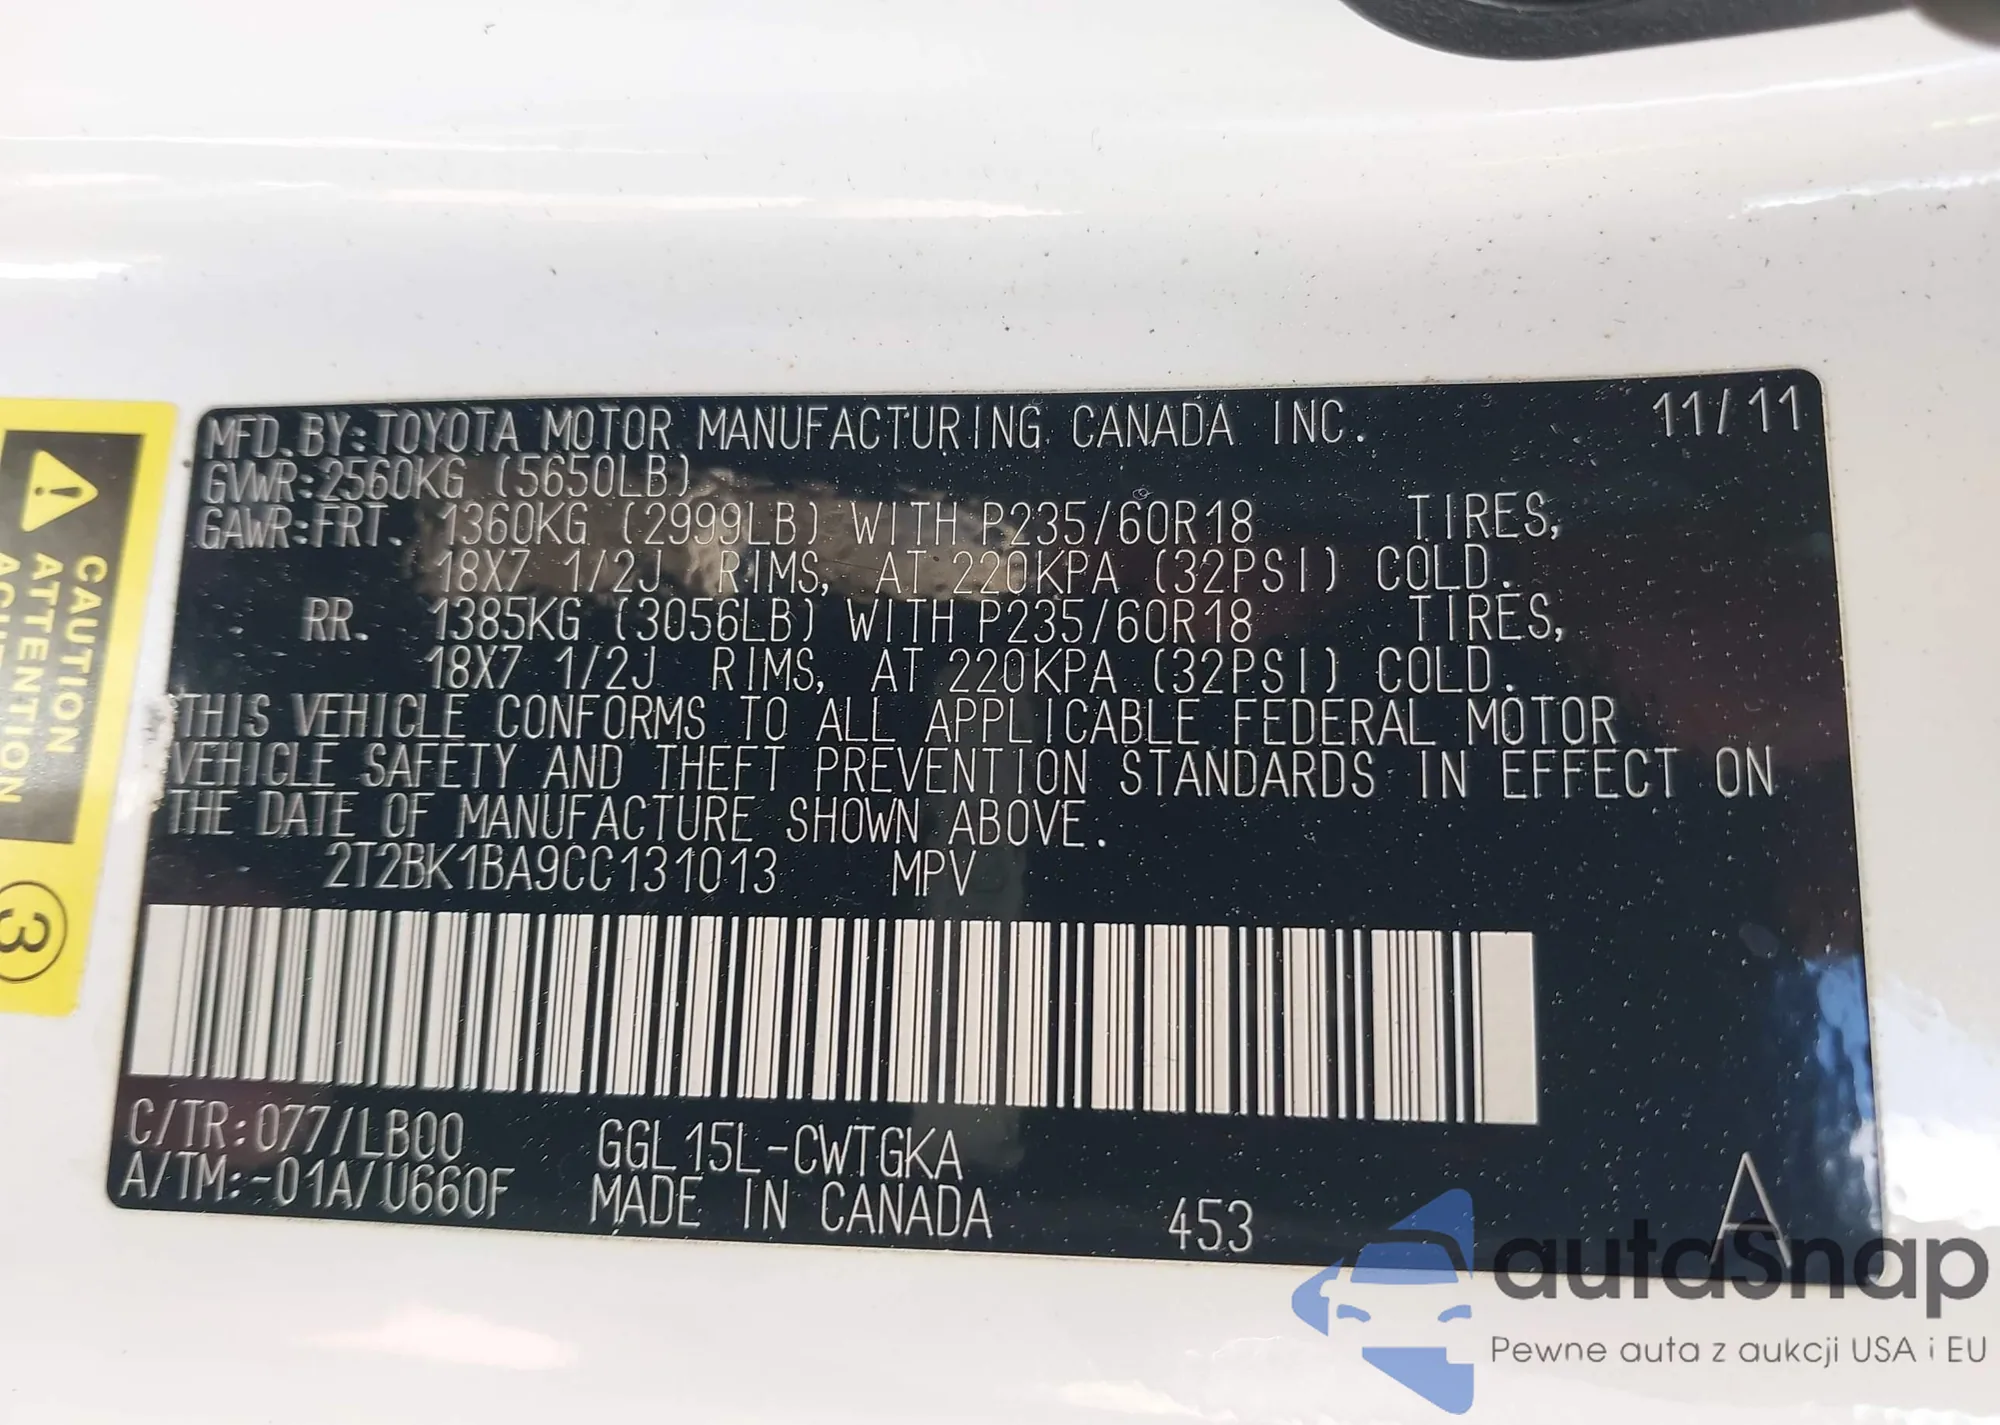 MFD. BY: TOYOTA MOTOR MANUFACTURING CANADA INC. 11/11
GVWR: 2560KG (5650LB)
GAWR: FRT. 1360KG (2999LB) WITH P235/60R18 TIRES,
18X7 1/2J RIMS, AT 220KPA (32PSI) COLD.
RR. 1385KG (3056LB) WITH P235/60R18 TIRES,
18X7 1/2J RIMS, AT 220KPA (32PSI) COLD.
THIS VEHICLE CONFORMS TO ALL APPLICABLE FEDERAL MOTOR
VEHICLE SAFETY AND THEFT PREVENTION STANDARDS IN EFFECT ON
THE DATE OF MANUFACTURE SHOWN ABOVE.
2T2BK1BA9CC131013 MPV
C/TR: 077/LB00 GGL15L-CWTGKA
A/TM: -01A/U660F MADE IN CANADA 453 A
CAUTION
ATTENTION
3
autoSnap
Pewne auta z aukcji USA i EU